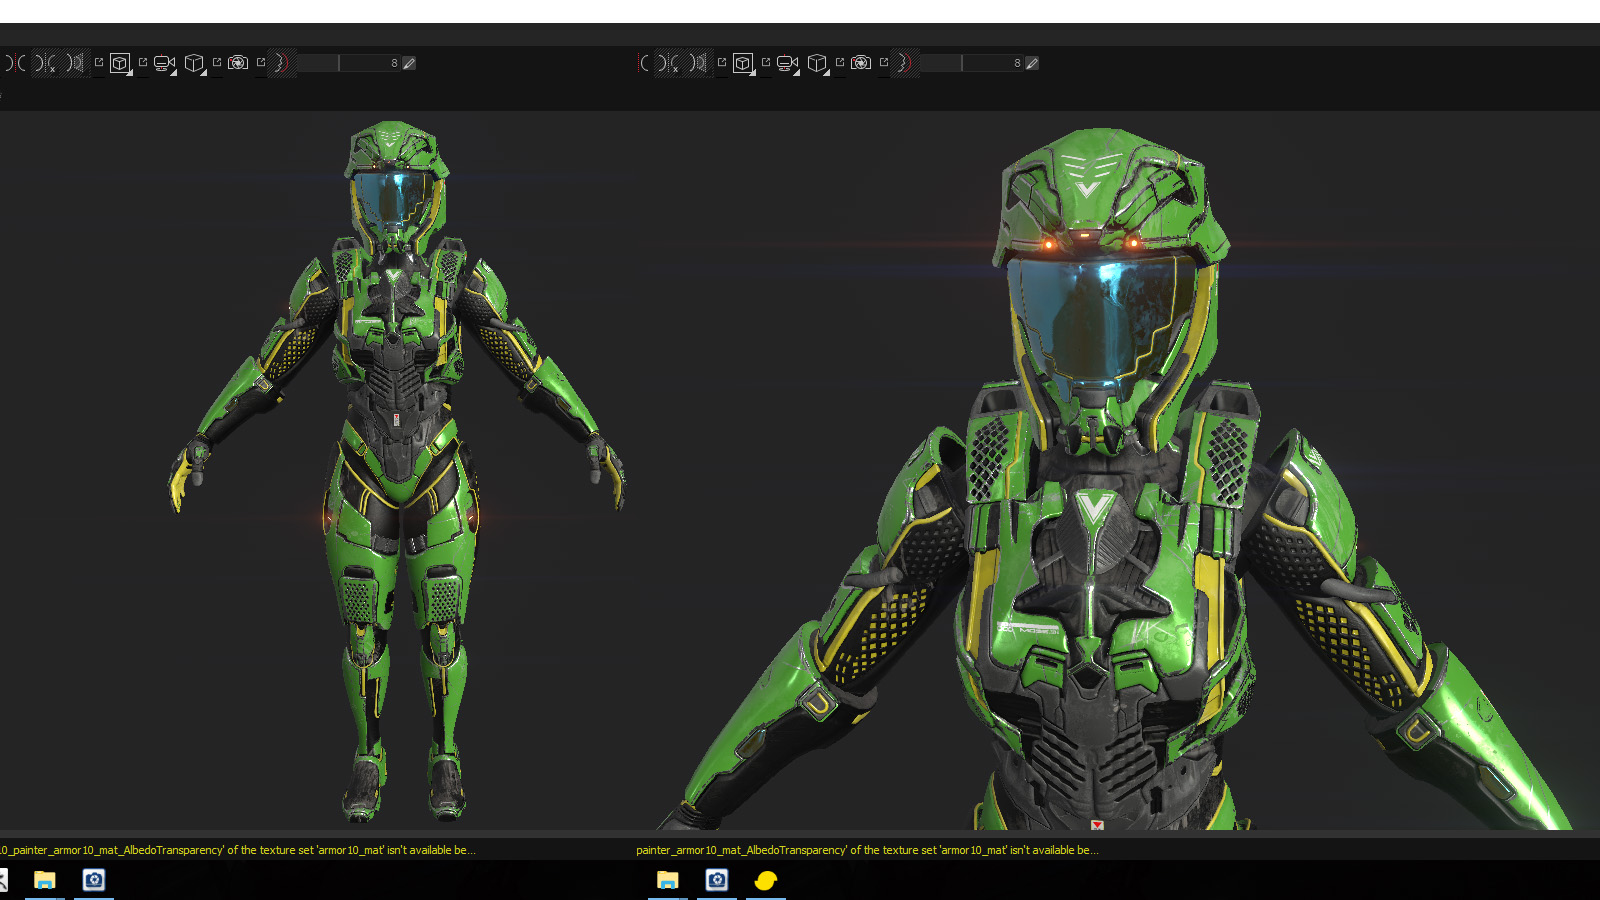 8
8
10_painter_armor10_mat_AlbedoTransparency' of the texture set 'armor10_mat' isn't available be...
painter_armor10_mat_AlbedoTransparency' of the texture set 'armor10_mat' isn't available be...